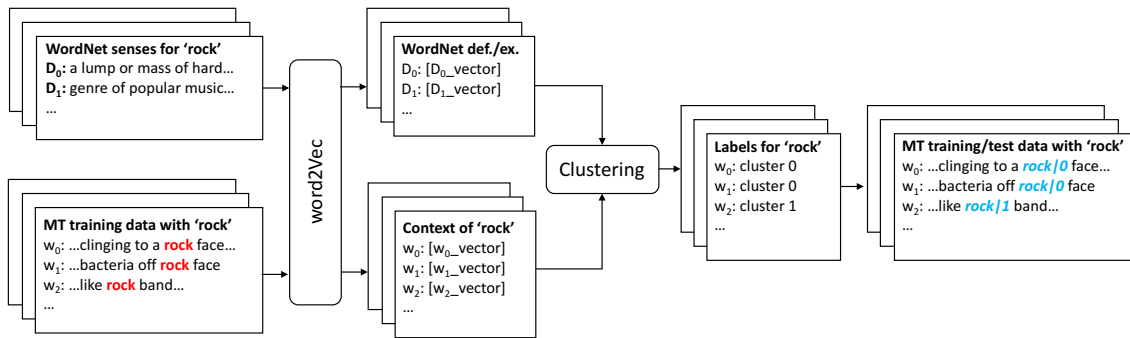 WordNet senses for ‘rock’
D0: a lump or mass of hard…
D1: genre of popular music…
…
MT training data with ‘rock’
w0: …clinging to a rock face…
w1: …bacteria off rock face
w2: …like rock band…
…
word2Vec
WordNet def./ex.
D0: [D0_vector]
D1: [D1_vector]
…
Context of ‘rock’
w0: [w0_vector]
w1: [w1_vector]
w2: [w2_vector]
…
Clustering
Labels for ‘rock’
w0: cluster 0
w1: cluster 0
w2: cluster 1
…
MT training/test data with ‘rock’
w0: …clinging to a rock|0 face…
w1: …bacteria off rock|0 face
w2: …like rock|1 band…
…